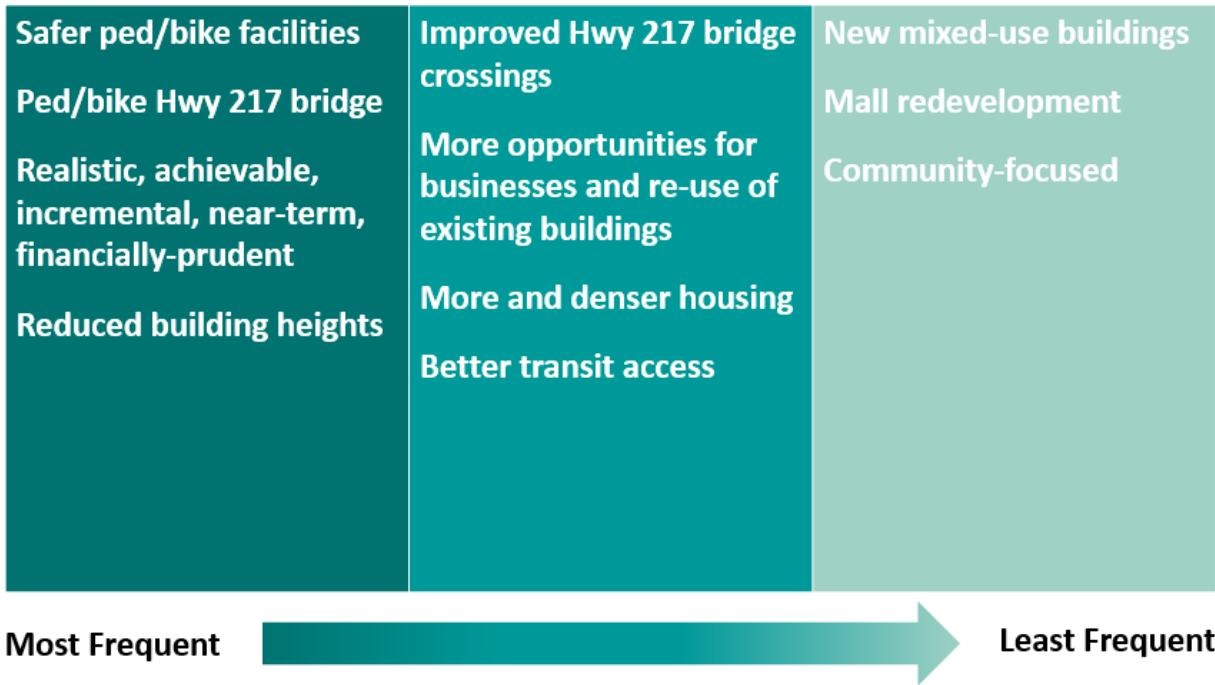 Safer ped/bike facilities
Ped/bike Hwy 217 bridge
Realistic, achievable,
incremental, near-term,
financially-prudent
Reduced building heights
Improved Hwy 217 bridge
crossings
More opportunities for
businesses and re-use of
existing buildings
More and denser housing
Better transit access
New mixed-use buildings
Mall redevelopment
Community-focused
Most Frequent
Least Frequent